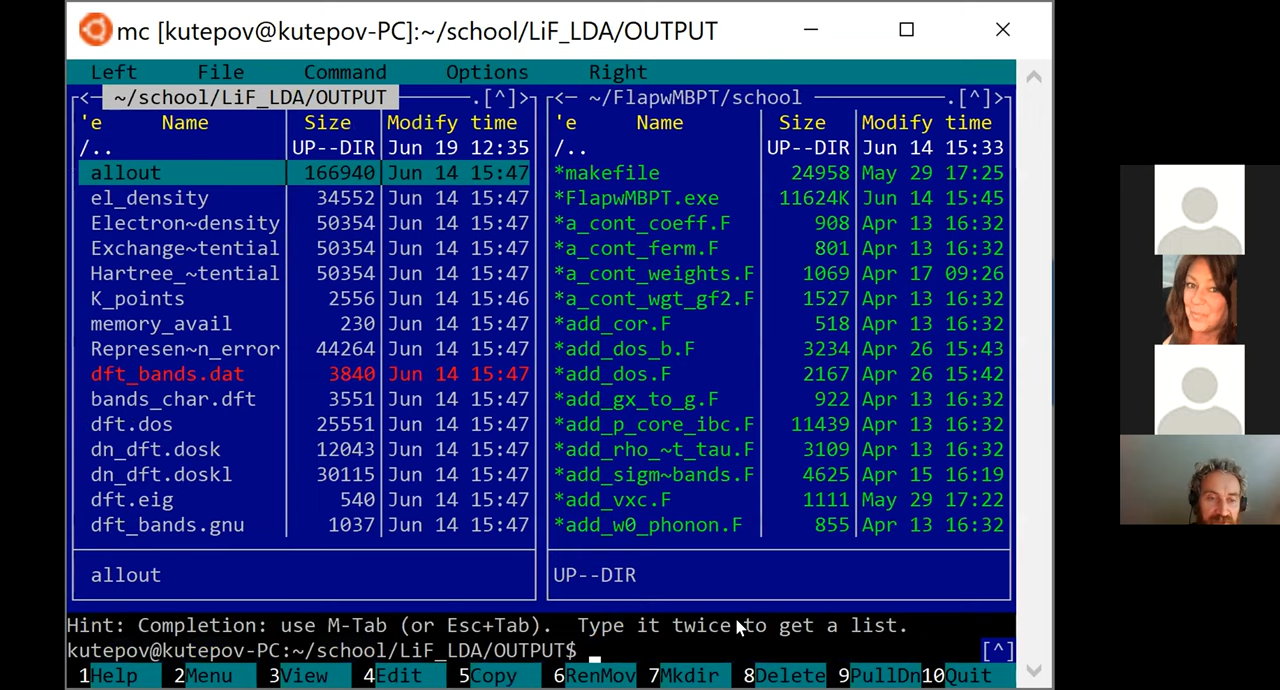 mc [kutepov@kutepov-PC]:~/school/LiF_LDA/OUTPUT
Left File Command Options Right
<─ ~/school/LiF_LDA/OUTPUT ─.[^]>
'e Name Size Modify time
/.. UP--DIR Jun 19 12:35
allout 166940 Jun 14 15:47
el_density 34552 Jun 14 15:47
Electron~density 50354 Jun 14 15:47
Exchange~tential 50354 Jun 14 15:47
Hartree_~tential 50354 Jun 14 15:47
K_points 2556 Jun 14 15:46
memory_avail 230 Jun 14 15:47
Represen~n_error 44264 Jun 14 15:47
dft_bands.dat 3840 Jun 14 15:47
bands_char.dft 3551 Jun 14 15:47
dft.dos 25551 Jun 14 15:47
dn_dft.dosk 12043 Jun 14 15:47
dn_dft.doskl 30115 Jun 14 15:47
dft.eig 540 Jun 14 15:47
dft_bands.gnu 1037 Jun 14 15:47
allout
<─ ~/FlapwMBPT/school ─.[^]>
'e Name Size Modify time
/.. UP--DIR Jun 14 15:33
*makefile 24958 May 29 17:25
*FlapwMBPT.exe 11624K Jun 14 15:45
*a_cont_coeff.F 908 Apr 13 16:32
*a_cont_ferm.F 801 Apr 13 16:32
*a_cont_weights.F 1069 Apr 17 09:26
*a_cont_wgt_gf2.F 1527 Apr 13 16:32
*add_cor.F 518 Apr 13 16:32
*add_dos_b.F 3234 Apr 26 15:43
*add_dos.F 2167 Apr 26 15:42
*add_gx_to_g.F 922 Apr 13 16:32
*add_p_core_ibc.F 11439 Apr 13 16:32
*add_rho_~t_tau.F 3109 Apr 13 16:32
*add_sigm~bands.F 4625 Apr 15 16:19
*add_vxc.F 1111 May 29 17:22
*add_w0_phonon.F 855 Apr 13 16:32
UP--DIR
Hint: Completion: use M-Tab (or Esc+Tab).  Type it twice to get a list.
kutepov@kutepov-PC:~/school/LiF_LDA/OUTPUT$ [^]
1Help 2Menu 3View 4Edit 5Copy 6RenMov 7Mkdir 8Delete 9PullDn 10Quit